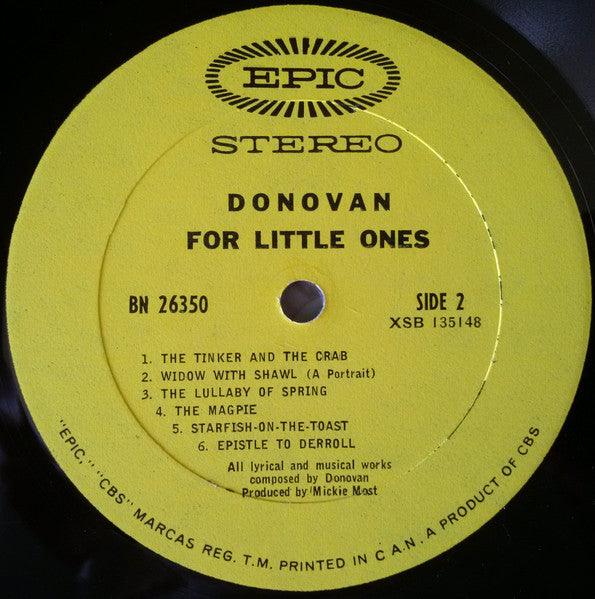 EPIC
STEREO
DONOVAN
FOR LITTLE ONES
BN 26350
SIDE 2
XSB 135148
1. THE TINKER AND THE CRAB
2. WIDOW WITH SHAWL (A Portrait)
3. THE LULLABY OF SPRING
4. THE MAGPIE
5. STARFISH-ON-THE-TOAST
6. EPISTLE TO DERROLL
All lyrical and musical works
composed by Donovan
Produced by Mickie Most
"EPIC," "CBS" MARCAS REG. T.M. PRINTED IN CAN. A PRODUCT OF CBS